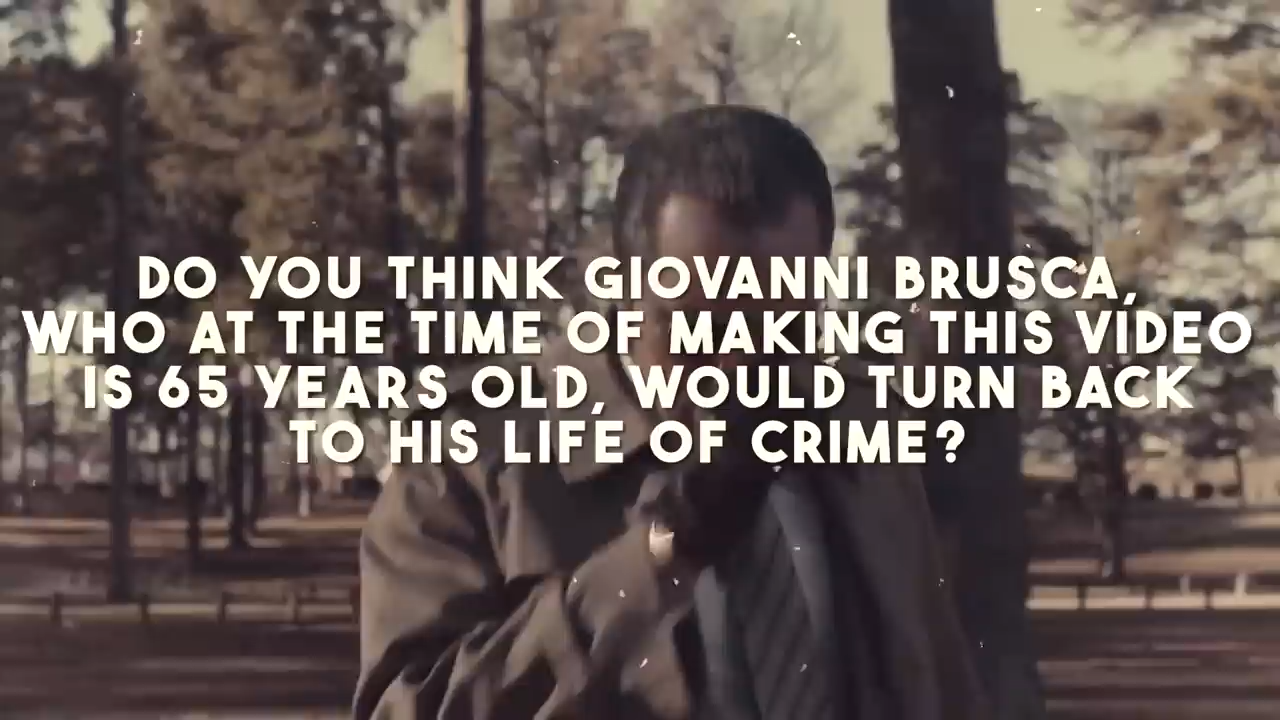 DO YOU THINK GIOVANNI BRUSCA,
WHO AT THE TIME OF MAKING THIS VIDEO
IS 65 YEARS OLD, WOULD TURN BACK
TO HIS LIFE OF CRIME?